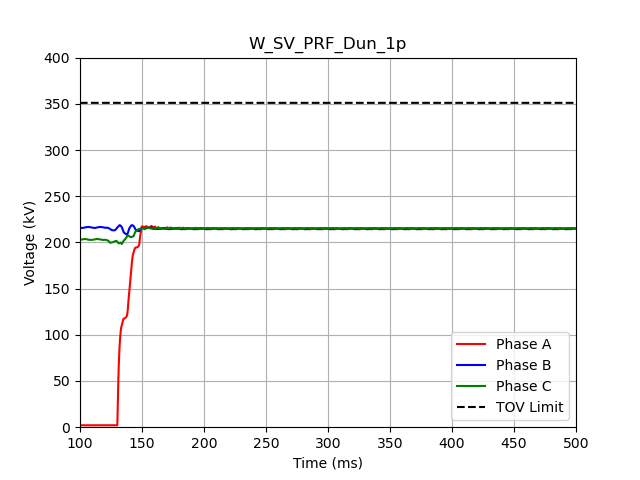 W_SV_PRF_Dun_1p
400
350
300
250
200
150
100
50
0
Voltage (kV)
Phase A
Phase B
Phase C
TOV Limit
100 150 200 250 300 350 400 450 500
Time (ms)